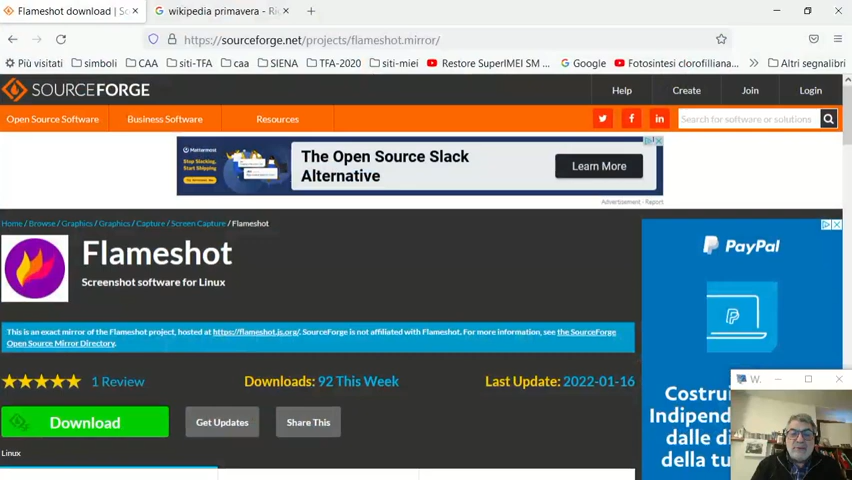 Flameshot download | S
wikipedia primavera - Ri
https://sourceforge.net/projects/flameshot.mirror/
Più visitati simboli CAA siti-TFA caa SIENA TFA-2020 siti-miei Restore SuperIMEI SM ... Google Fotosintesi clorofilliana... Altri segnalibri
SOURCEFORGE Help Create Join Login
Open Source Software Business Software Resources Search for software or solutions
Mattermost
Stop Slacking,
Start Shipping
The Open Source Slack
Alternative
Learn More
Advertisement - Report
Home / Browse / Graphics / Graphics / Capture / Screen Capture / Flameshot
Flameshot
Screenshot software for Linux
PayPal
This is an exact mirror of the Flameshot project, hosted at https://flameshot.js.org/. SourceForge is not affiliated with Flameshot. For more information, see the SourceForge
Open Source Mirror Directory.
1 Review Downloads: 92 This Week Last Update: 2022-01-16
W.
Costru
Indipend
dalle di
della tu
Download Get Updates Share This
Linux